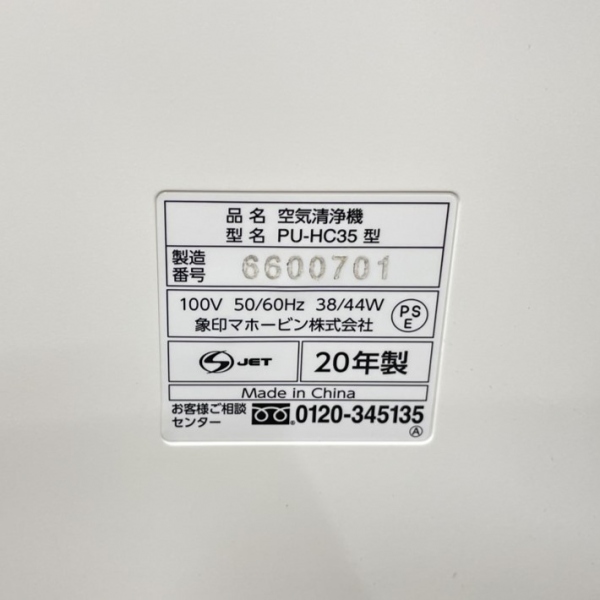 品名 空気清浄機
型名 PU-HC35 型
製造番号 6600701
100V 50/60Hz 38/44W
象印マホービン株式会社
PSE
S JET
20年製
Made in China
お客様ご相談センター 0120-345135
A